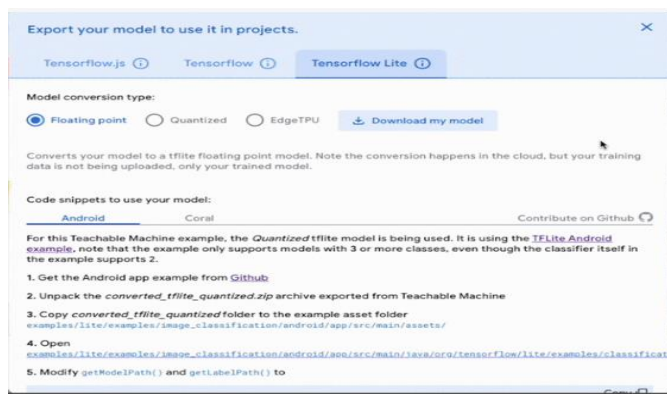 Export your model to use it in projects.
Tensorflow.js Tensorflow Tensorflow Lite
Model conversion type:
Floating point Quantized EdgeTPU Download my model
Converts your model to a tflite floating point model. Note the conversion happens in the cloud, but your training
data is not being uploaded, only your trained model.
Code snippets to use your model:
Android Coral Contribute on Github
For this Teachable Machine example, the Quantized tflite model is being used. It is using the TFLite Android
example, note that the example only supports models with 3 or more classes, even though the classifier itself in
the example supports 2.
1. Get the Android app example from Github
2. Unpack the converted_tflite_quantized.zip archive exported from Teachable Machine
3. Copy converted_tflite_quantized folder to the example asset folder
examples/lite/examples/image_classification/android/app/src/main/assets/
4. Open
examples/lite/examples/image_classification/android/app/src/main/java/org/tensorflow/lite/examples/classificat
5. Modify getModelPath() and getLabelPath() to
Copy